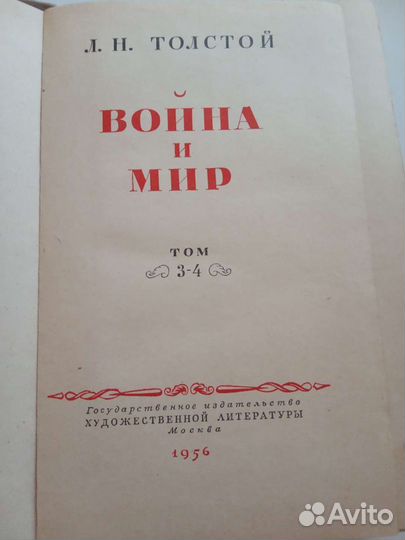 Л. Н. ТОЛСТОЙ
ВОЙНА
И
МИР
ТОМ
3-4
Государственное издательство
ХУДОЖЕСТВЕННОЙ ЛИТЕРАТУРЫ
Москва
1956
Avito